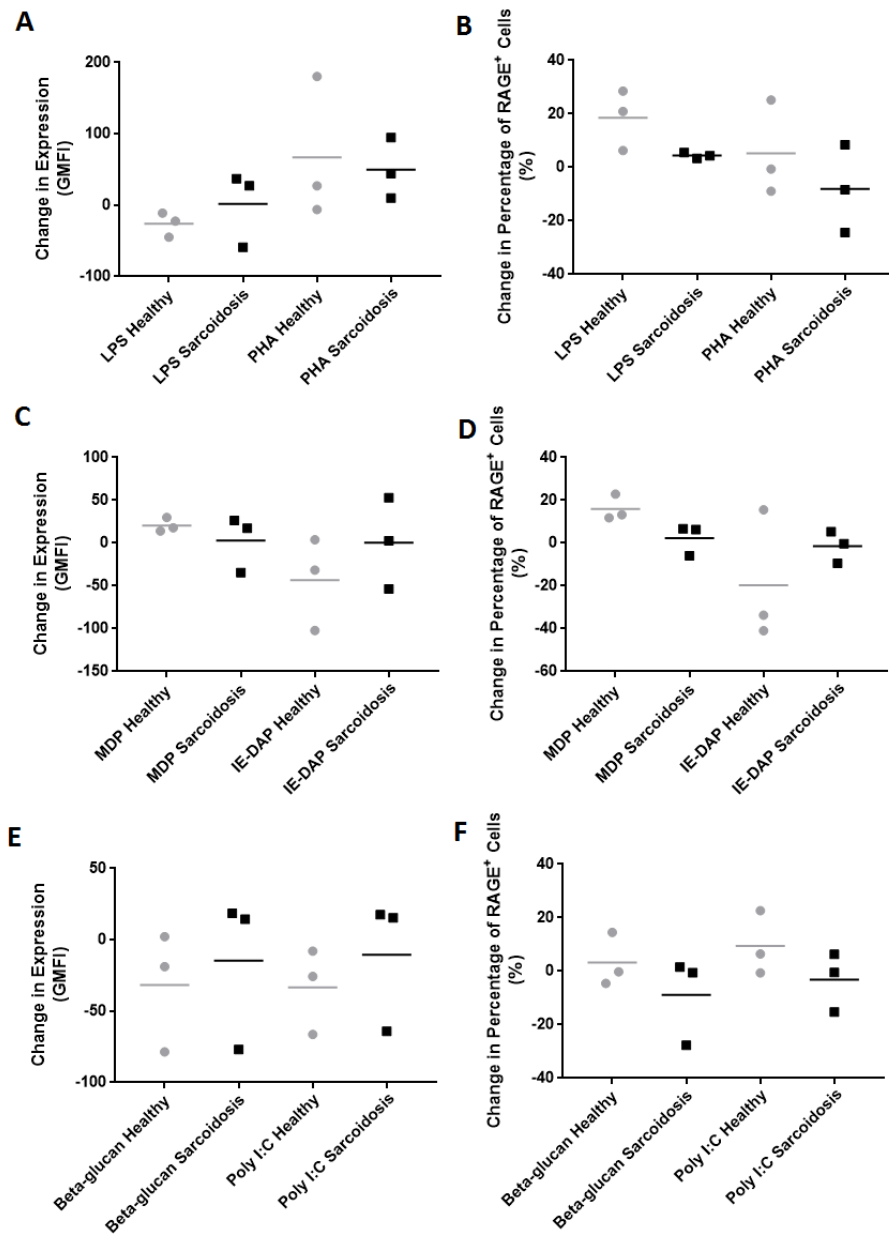 A
Change in Expression
(GMFI)
200
100
0
-100
LPS Healthy
LPS Sarcoidosis
PHA Healthy
PHA Sarcoidosis
B
Change in Percentage of RAGE⁺ Cells
(%)
40
20
0
-20
-40
LPS Healthy
LPS Sarcoidosis
PHA Healthy
PHA Sarcoidosis
C
Change in Expression
(GMFI)
100
50
0
-50
-100
-150
MDP Healthy
MDP Sarcoidosis
IE-DAP Healthy
IE-DAP Sarcoidosis
D
Change in Percentage of RAGE⁺ Cells
(%)
40
20
0
-20
-40
-60
MDP Healthy
MDP Sarcoidosis
IE-DAP Healthy
IE-DAP Sarcoidosis
E
Change in Expression
(GMFI)
50
0
-50
-100
Beta-glucan Healthy
Beta-glucan Sarcoidosis
Poly I:C Healthy
Poly I:C Sarcoidosis
F
Change in Percentage of RAGE⁺ Cells
(%)
40
20
0
-20
-40
Beta-glucan Healthy
Beta-glucan Sarcoidosis
Poly I:C Healthy
Poly I:C Sarcoidosis